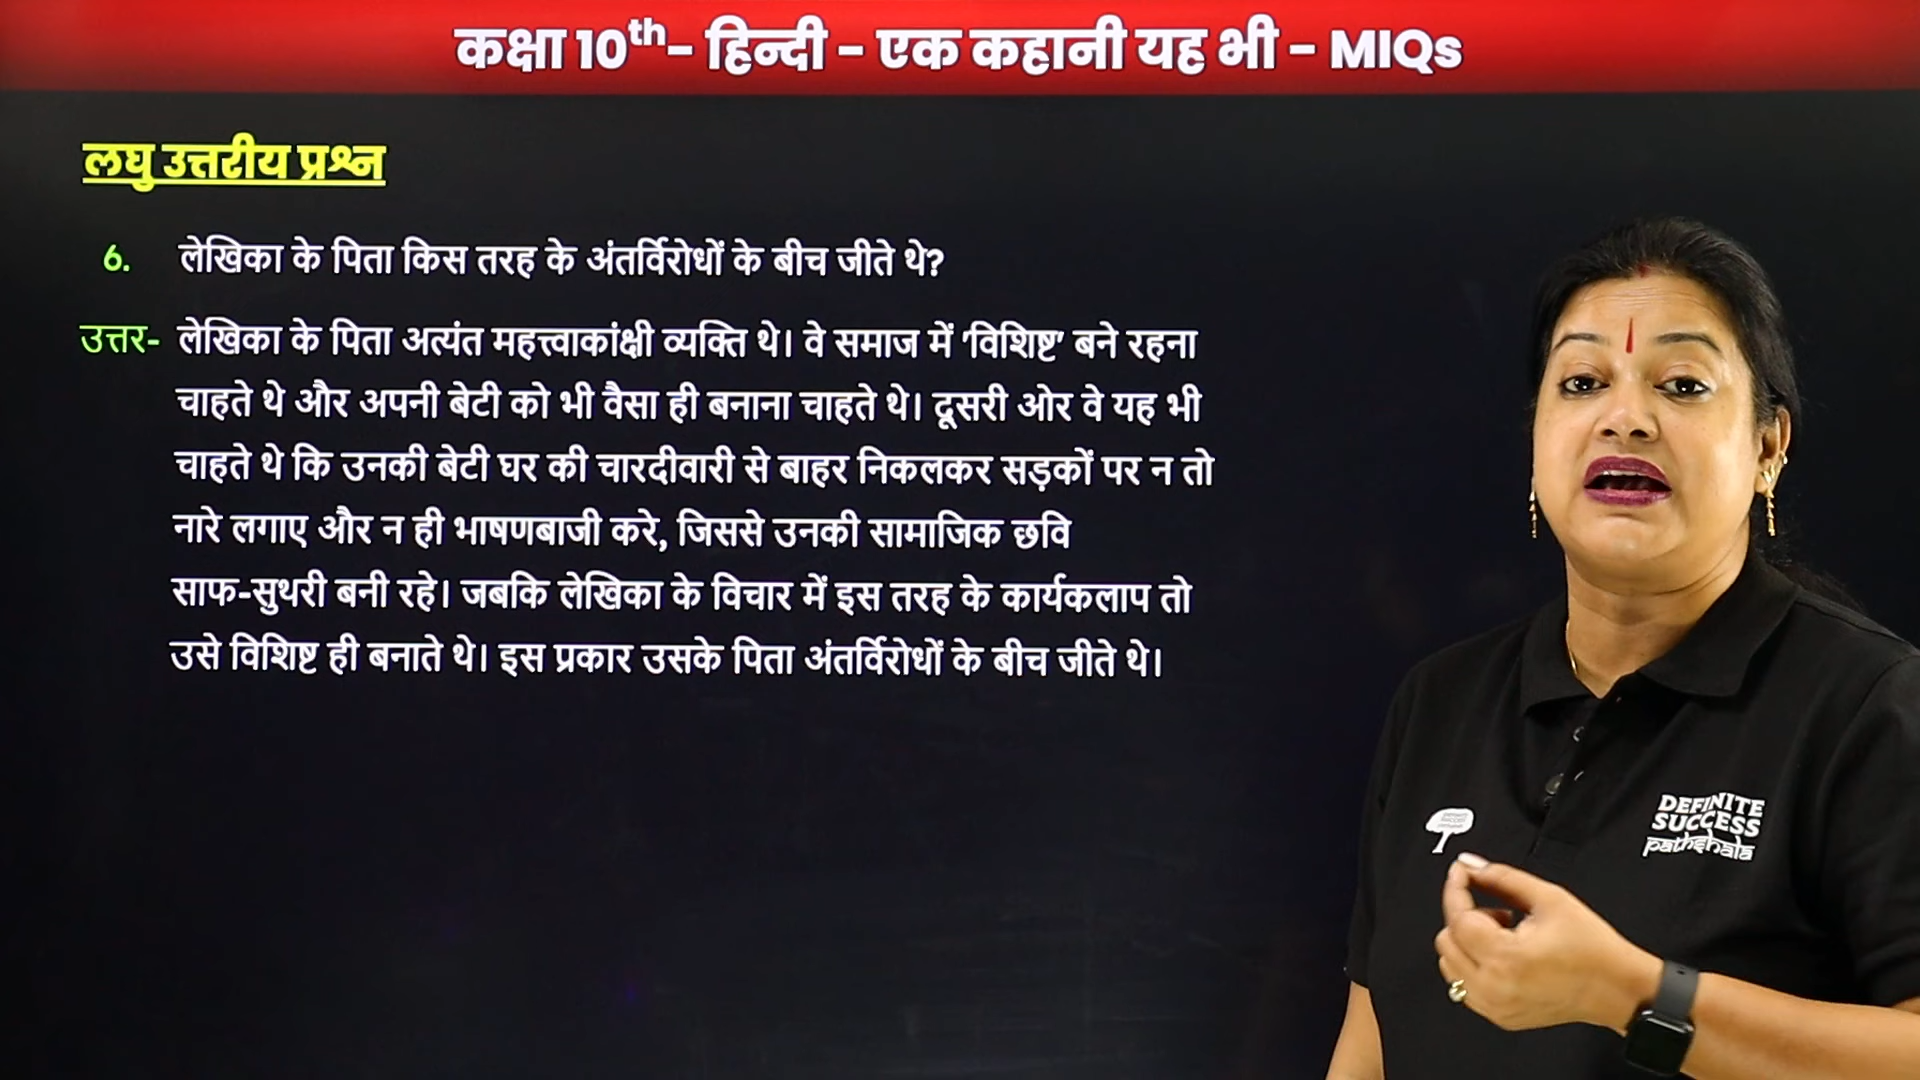 कक्षा 10th- हिन्दी - एक कहानी यह भी - MIQs
लघु उत्तरीय प्रश्न
6. लेखिका के पिता किस तरह के अंतर्विरोधों के बीच जीते थे?
उत्तर- लेखिका के पिता अत्यंत महत्त्वाकांक्षी व्यक्ति थे। वे समाज में 'विशिष्ट' बने रहना
चाहते थे और अपनी बेटी को भी वैसा ही बनाना चाहते थे। दूसरी ओर वे यह भी
चाहते थे कि उनकी बेटी घर की चारदीवारी से बाहर निकलकर सड़कों पर न तो
नारे लगाए और न ही भाषणबाजी करे, जिससे उनकी सामाजिक छवि
साफ-सुथरी बनी रहे। जबकि लेखिका के विचार में इस तरह के कार्यकलाप तो
उसे विशिष्ट ही बनाते थे। इस प्रकार उसके पिता अंतर्विरोधों के बीच जीते थे।
DEFINITE
SUCCESS
pathshala